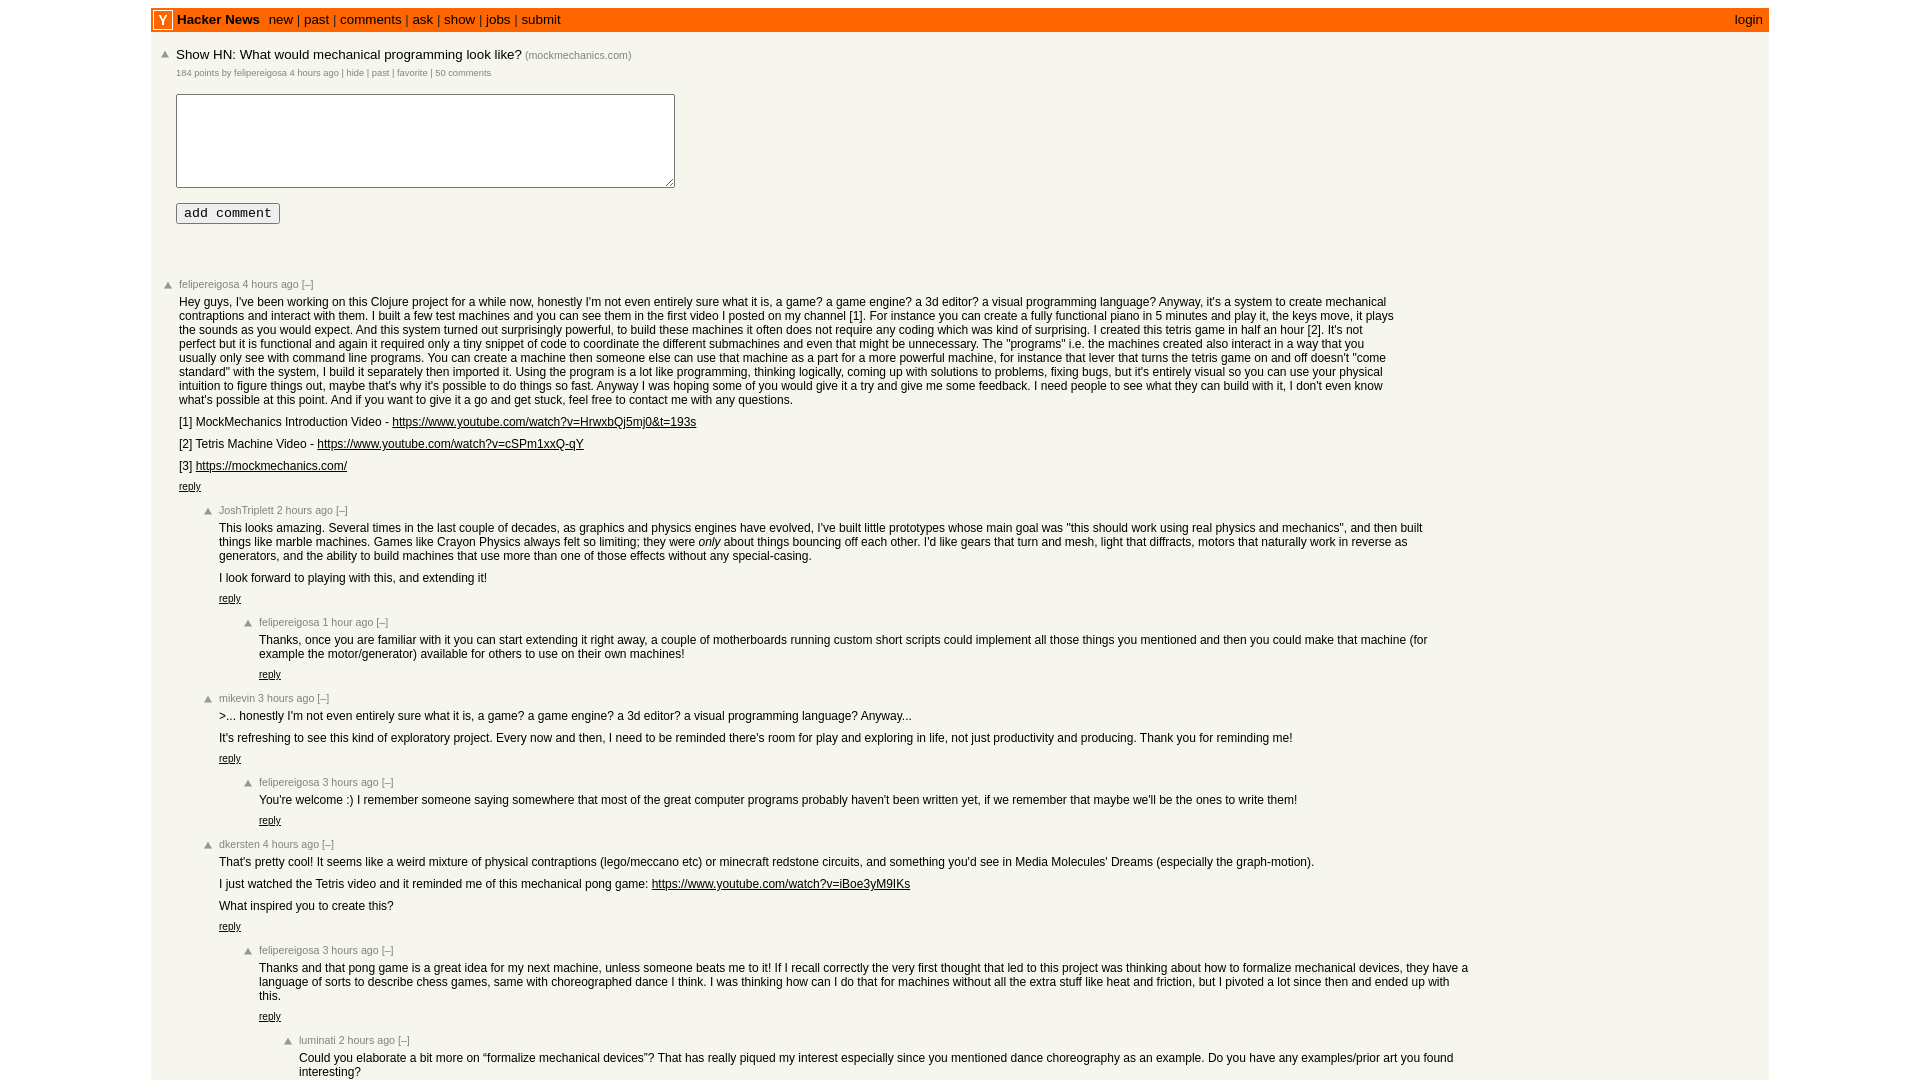 Y Hacker News new | past | comments | ask | show | jobs | submit login
Show HN: What would mechanical programming look like? (mockmechanics.com)
184 points by felipereigosa 4 hours ago | hide | past | favorite | 50 comments
add comment
felipereigosa 4 hours ago [–]
Hey guys, I've been working on this Clojure project for a while now, honestly I'm not even entirely sure what it is, a game? a game engine? a 3d editor? a visual programming language? Anyway, it's a system to create mechanical
contraptions and interact with them. I built a few test machines and you can see them in the first video I posted on my channel [1]. For instance you can create a fully functional piano in 5 minutes and play it, the keys move, it plays
the sounds as you would expect. And this system turned out surprisingly powerful, to build these machines it often does not require any coding which was kind of surprising. I created this tetris game in half an hour [2]. It's not
perfect but it is functional and again it required only a tiny snippet of code to coordinate the different submachines and even that might be unnecessary. The "programs" i.e. the machines created also interact in a way that you
usually only see with command line programs. You can create a machine then someone else can use that machine as a part for a more powerful machine, for instance that lever that turns the tetris game on and off doesn't "come
standard" with the system, I build it separately then imported it. Using the program is a lot like programming, thinking logically, coming up with solutions to problems, fixing bugs, but it's entirely visual so you can use your physical
intuition to figure things out, maybe that's why it's possible to do things so fast. Anyway I was hoping some of you would give it a try and give me some feedback. I need people to see what they can build with it, I don't even know
what's possible at this point. And if you want to give it a go and get stuck, feel free to contact me with any questions.
[1] MockMechanics Introduction Video - https://www.youtube.com/watch?v=HrwxbQj5mj0&t=193s
[2] Tetris Machine Video - https://www.youtube.com/watch?v=cSPm1xxQ-qY
[3] https://mockmechanics.com/
reply
JoshTriplett 2 hours ago [–]
This looks amazing. Several times in the last couple of decades, as graphics and physics engines have evolved, I've built little prototypes whose main goal was "this should work using real physics and mechanics", and then built
things like marble machines. Games like Crayon Physics always felt so limiting; they were only about things bouncing off each other. I'd like gears that turn and mesh, light that diffracts, motors that naturally work in reverse as
generators, and the ability to build machines that use more than one of those effects without any special-casing.
I look forward to playing with this, and extending it!
reply
felipereigosa 1 hour ago [–]
Thanks, once you are familiar with it you can start extending it right away, a couple of motherboards running custom short scripts could implement all those things you mentioned and then you could make that machine (for
example the motor/generator) available for others to use on their own machines!
reply
mikevin 3 hours ago [–]
>... honestly I'm not even entirely sure what it is, a game? a game engine? a 3d editor? a visual programming language? Anyway...
It's refreshing to see this kind of exploratory project. Every now and then, I need to be reminded there's room for play and exploring in life, not just productivity and producing. Thank you for reminding me!
reply
felipereigosa 3 hours ago [–]
You're welcome :) I remember someone saying somewhere that most of the great computer programs probably haven't been written yet, if we remember that maybe we'll be the ones to write them!
reply
dkersten 4 hours ago [–]
That's pretty cool! It seems like a weird mixture of physical contraptions (lego/meccano etc) or minecraft redstone circuits, and something you'd see in Media Molecules' Dreams (especially the graph-motion).
I just watched the Tetris video and it reminded me of this mechanical pong game: https://www.youtube.com/watch?v=iBoe3yM9IKs
What inspired you to create this?
reply
felipereigosa 3 hours ago [–]
Thanks and that pong game is a great idea for my next machine, unless someone beats me to it! If I recall correctly the very first thought that led to this project was thinking about how to formalize mechanical devices, they have a
language of sorts to describe chess games, same with choreographed dance I think. I was thinking how can I do that for machines without all the extra stuff like heat and friction, but I pivoted a lot since then and ended up with
this.
reply
luminati 2 hours ago [–]
Could you elaborate a bit more on “formalize mechanical devices”? That has really piqued my interest especially since you mentioned dance choreography as an example. Do you have any examples/prior art you found
interesting?